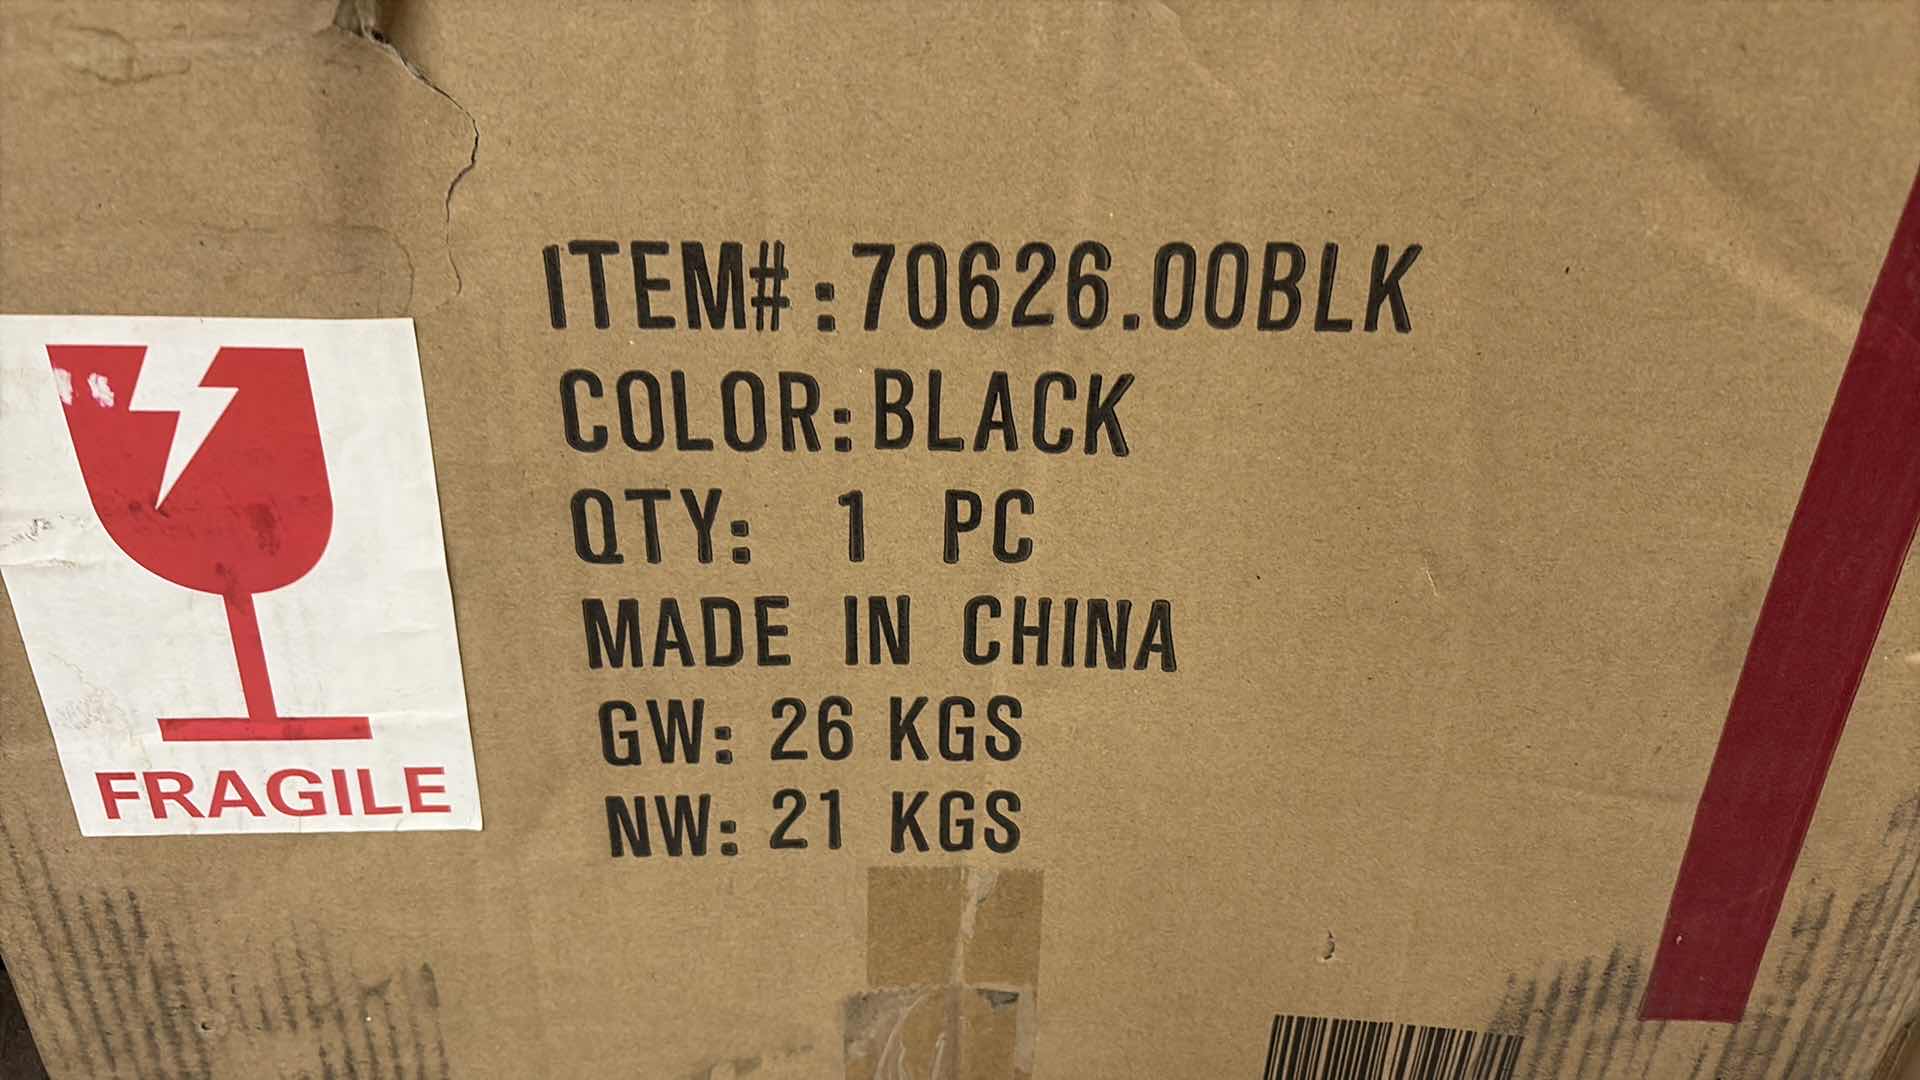 ITEM#:70626.00BLK
COLOR:BLACK
QTY: 1 PC
MADE IN CHINA
GW: 26 KGS
NW: 21 KGS
FRAGILE